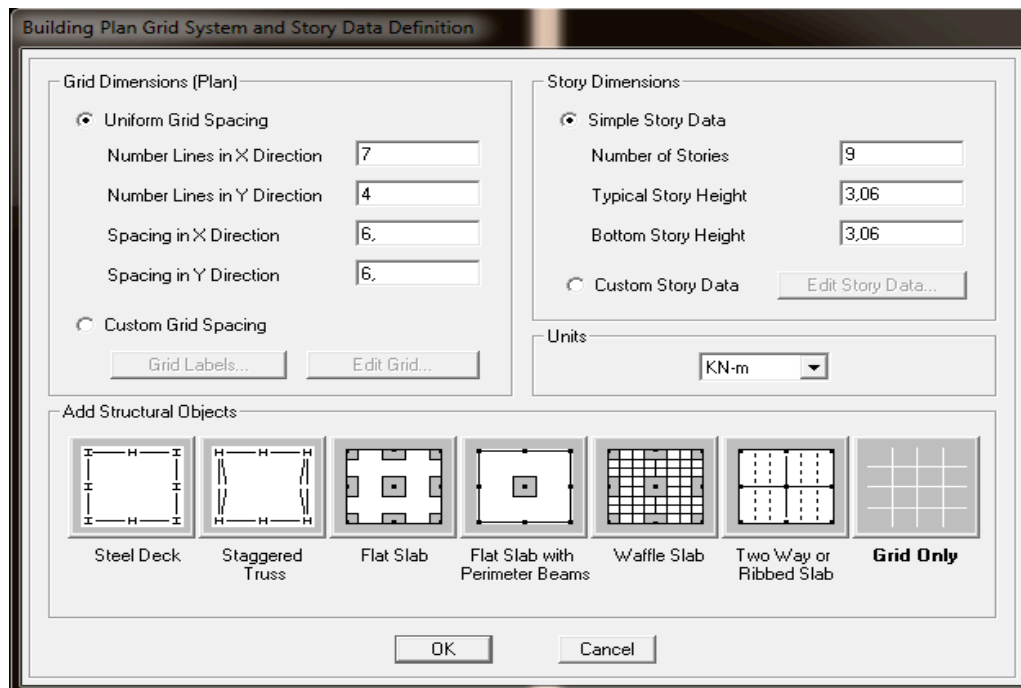 Building Plan Grid System and Story Data Definition
Grid Dimensions (Plan)
Uniform Grid Spacing
Number Lines in X Direction 7
Number Lines in Y Direction 4
Spacing in X Direction 6,
Spacing in Y Direction 6,
Custom Grid Spacing
Grid Labels... Edit Grid...
Story Dimensions
Simple Story Data
Number of Stories 9
Typical Story Height 3,06
Bottom Story Height 3,06
Custom Story Data Edit Story Data...
Units
KN-m
Add Structural Objects
Steel Deck
Staggered
Truss
Flat Slab
Flat Slab with
Perimeter Beams
Waffle Slab
Two Way or
Ribbed Slab
Grid Only
OK Cancel